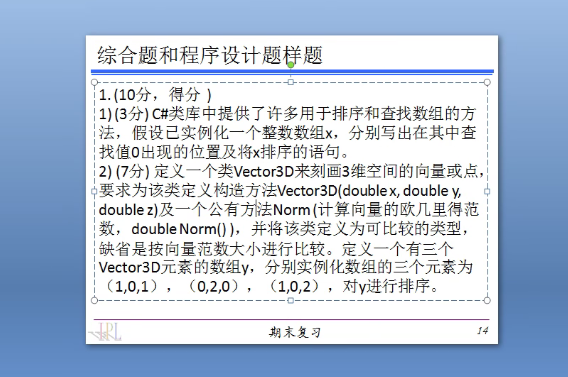 综合题和程序设计题样题
1. (10分，得分 )
1) (3分) C#类库中提供了许多用于排序和查找数组的方
法，假设已实例化一个整数数组x，分别写出在其中查
找值0出现的位置及将x排序的语句。
2) (7分) 定义一个类Vector3D来刻画3维空间的向量或点，
要求为该类定义构造方法Vector3D(double x, double y,
double z)及一个公有方法Norm (计算向量的欧几里得范
数，double Norm() )，并将该类定义为可比较的类型，
缺省是按向量范数大小进行比较。定义一个有三个
Vector3D元素的数组y，分别实例化数组的三个元素为
（1,0,1），（0,2,0），（1,0,2），对y进行排序。
期末复习
14